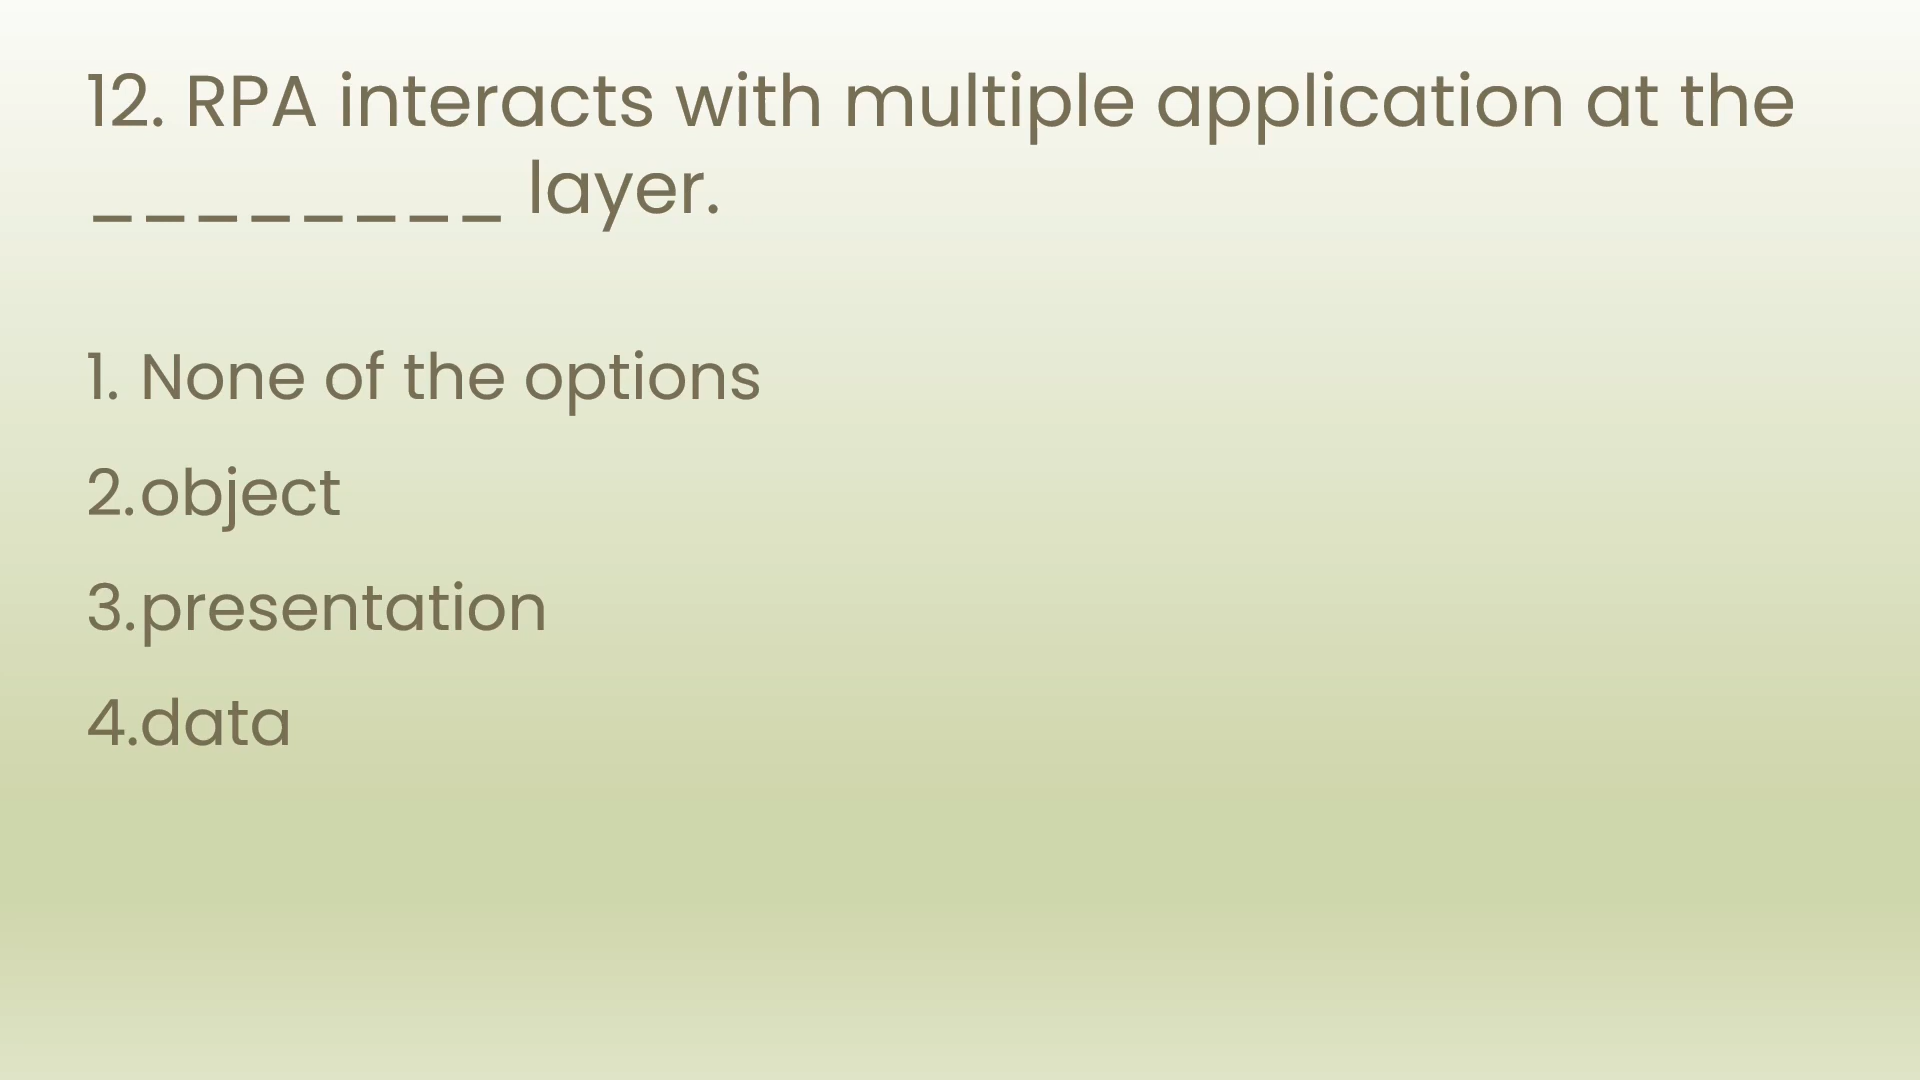 12. RPA interacts with multiple application at the
________ layer.
1. None of the options
2.object
3.presentation
4.data